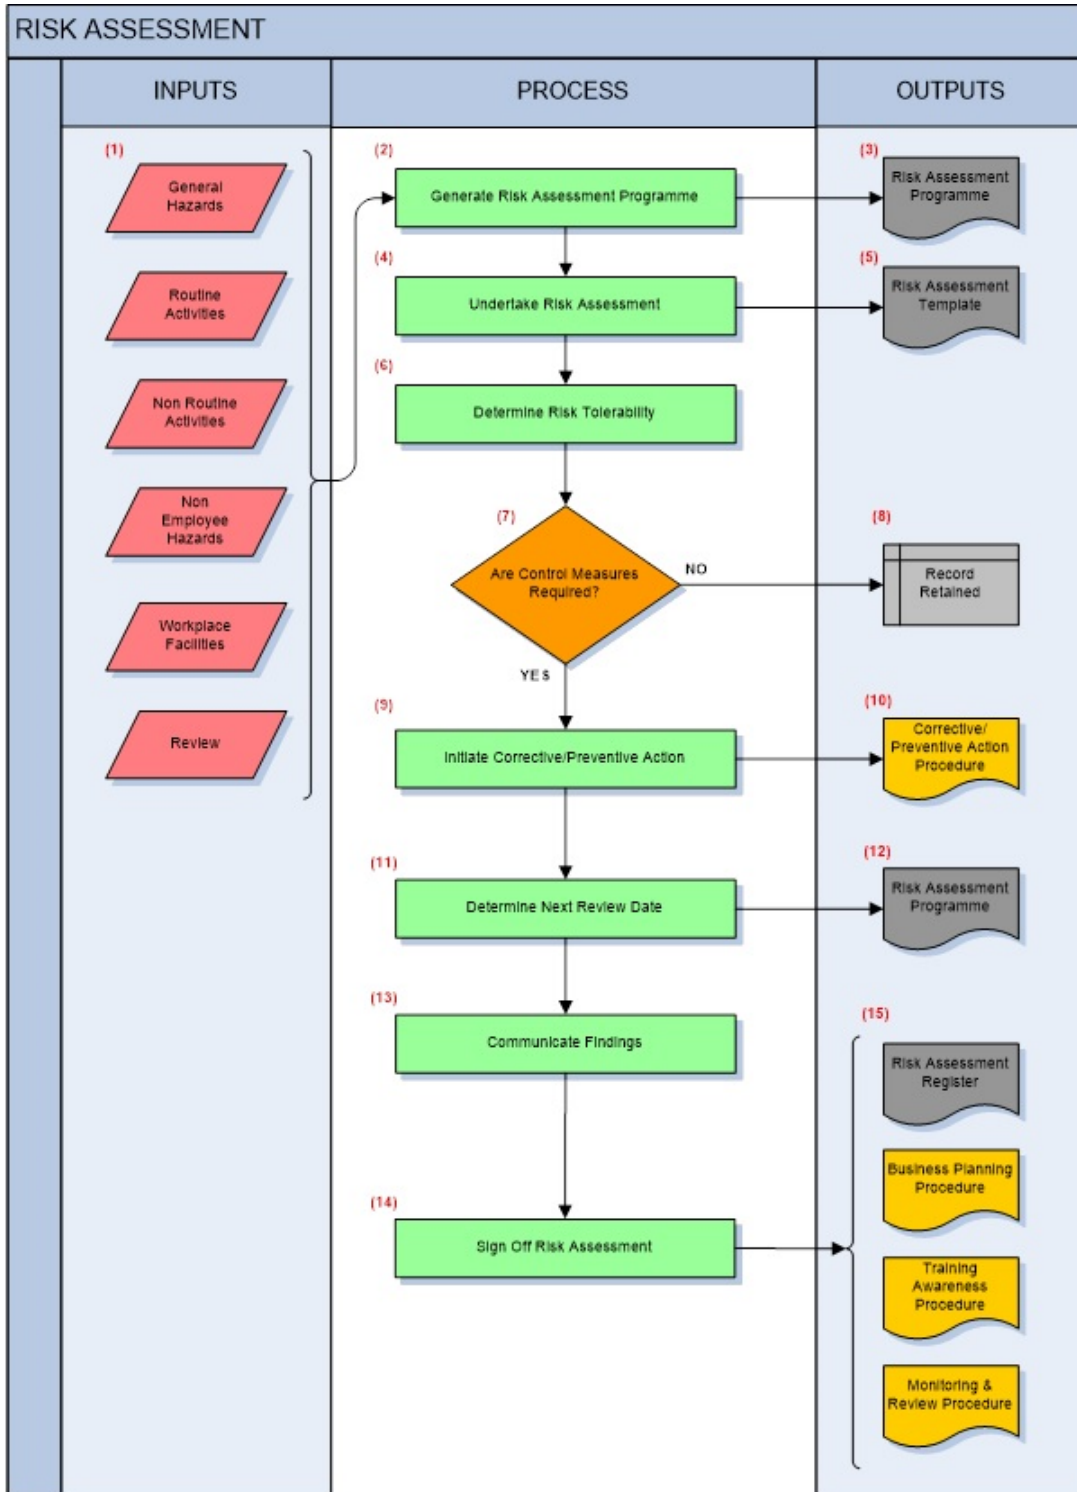 RISK ASSESSMENT
INPUTS
PROCESS
OUTPUTS
(1)
General
Hazards
Routine
Activities
Non Routine
Activities
Non
Employee
Hazards
Workplace
Facilities
Review
(2)
Generate Risk Assessment Programme
(3)
Risk Assessment
Programme
(4)
Undertake Risk Assessment
(5)
Risk Assessment
Template
(6)
Determine Risk Tolerability
(7)
Are Control Measures
Required?
NO
YES
(8)
Record
Retained
(9)
Initiate Corrective/Preventive Action
(10)
Corrective/
Preventive Action
Procedure
(11)
Determine Next Review Date
(12)
Risk Assessment
Programme
(13)
Communicate Findings
(14)
Sign Off Risk Assessment
(15)
Risk Assessment
Register
Business Planning
Procedure
Training
Awareness
Procedure
Monitoring &
Review Procedure